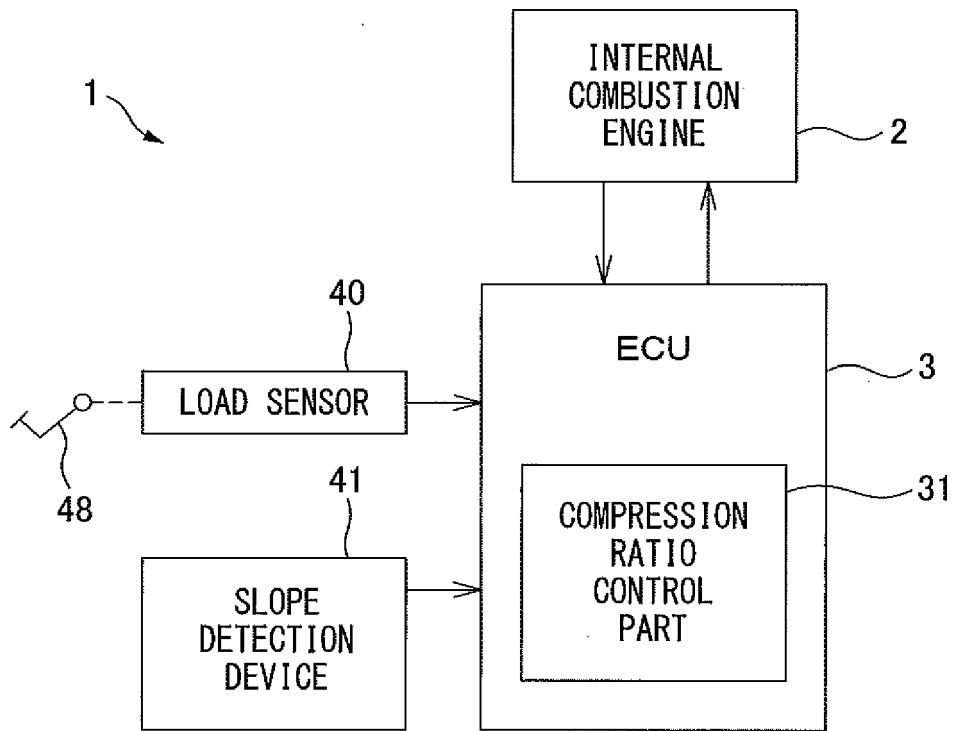 INTERNAL
COMBUSTION
ENGINE
1
2
40
ECU
3
LOAD SENSOR
48
41
31
COMPRESSION
RATIO
CONTROL
PART
SLOPE
DETECTION
DEVICE